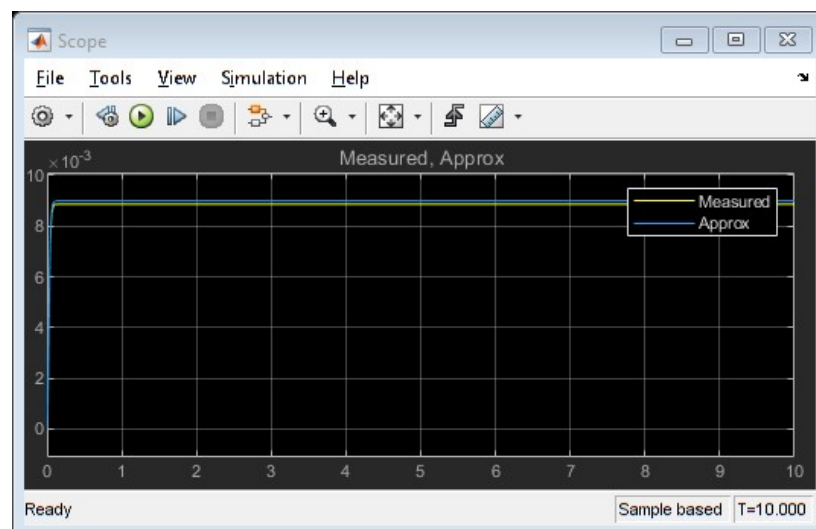 Scope
File Tools View Simulation Help
×10-3
Measured, Approx
10
8
6
4
2
0
Measured
Approx
0 1 2 3 4 5 6 7 8 9 10
Ready Sample based T=10.000